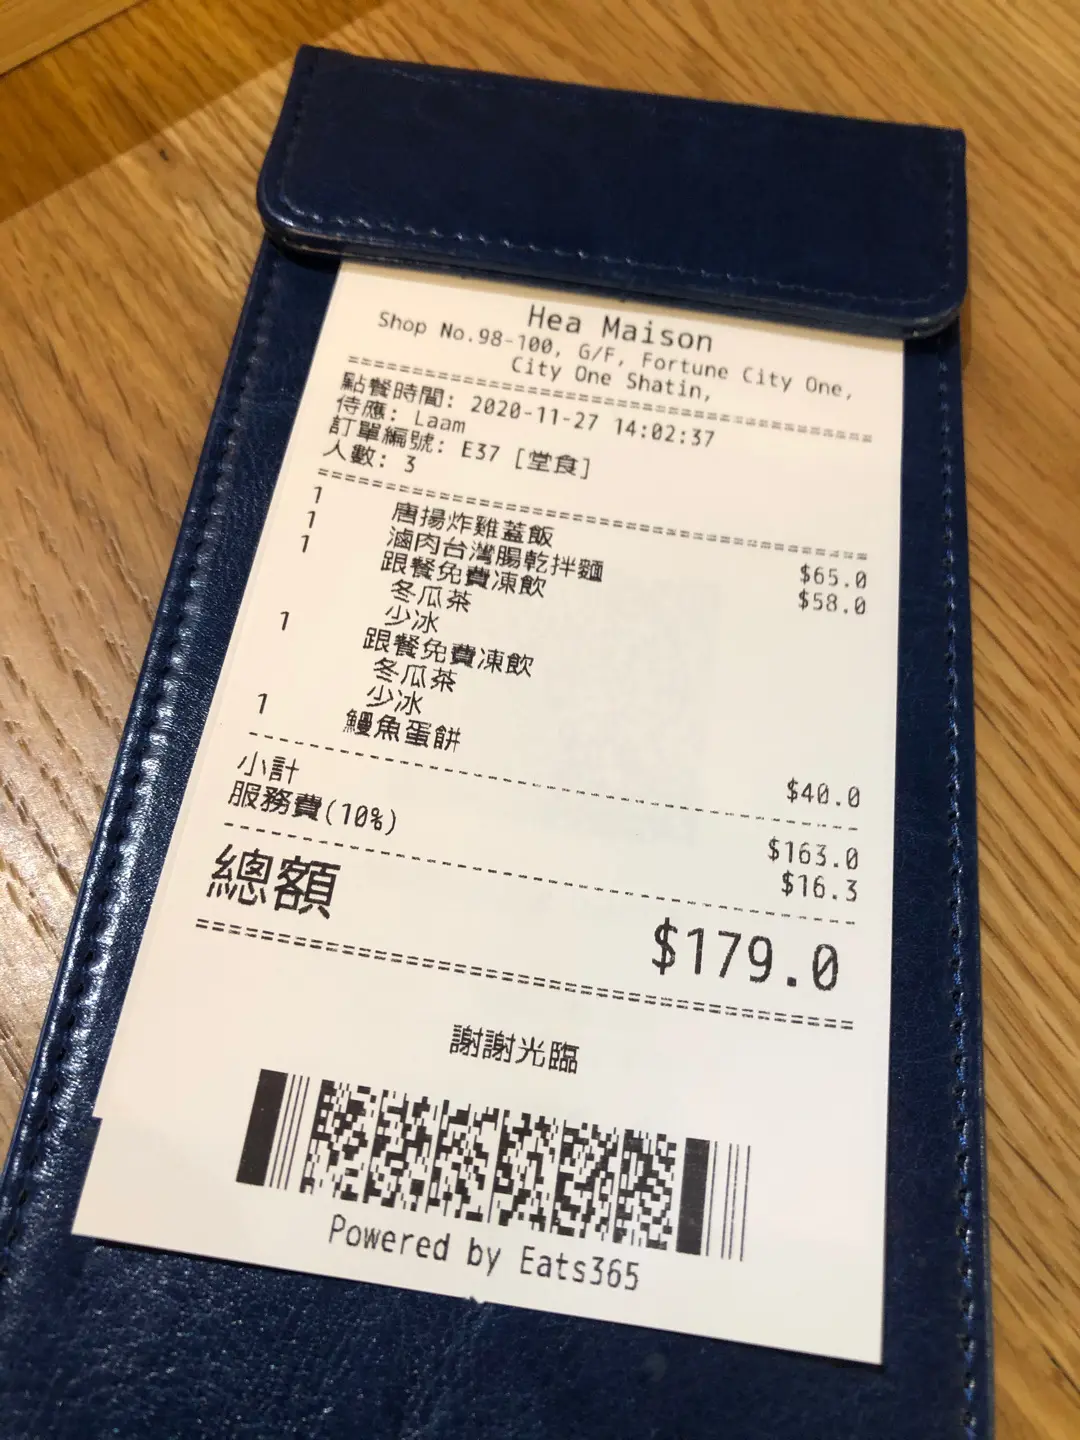 Hea Maison
Shop No.98-100, G/F, Fortune City One,
City One Shatin,
點餐時間: 2020-11-27 14:02:37
侍應: Laam
訂單編號: E37 [堂食]
人數: 3
1 唐揚炸雞蓋飯 $65.0
1 滷肉台灣腸乾拌麵 $58.0
1 跟餐免費凍飲
冬瓜茶
少冰
1 跟餐免費凍飲
冬瓜茶
少冰
1 鰻魚蛋餅 $40.0
小計 $163.0
服務費(10%) $16.3
總額 $179.0
謝謝光臨
Powered by Eats365